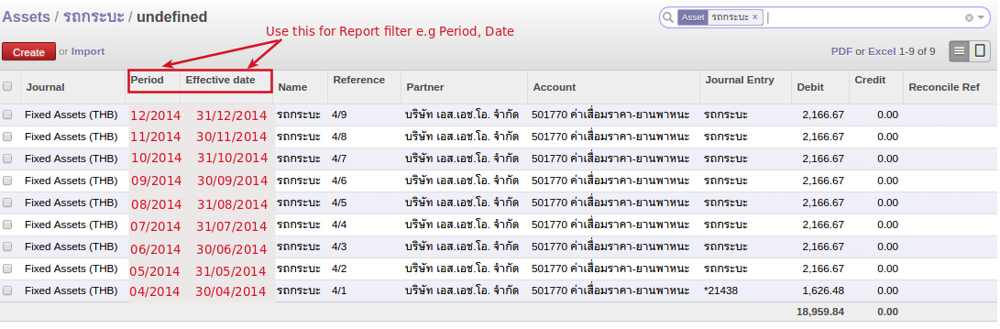 Assets / รถกระบะ / undefined
Asset รถกระบะ x
Use this for Report filter e.g Period, Date
Create or Import
PDF or Excel 1-9 of 9
Journal Period Effective date Name Reference Partner Account Journal Entry Debit Credit Reconcile Ref
Fixed Assets (THB) 12/2014 31/12/2014 รถกระบะ 4/9 บริษัท เอส.เอช.โอ. จำกัด 501770 ค่าเสื่อมราคา-ยานพาหนะ รถกระบะ 2,166.67 0.00
Fixed Assets (THB) 11/2014 30/11/2014 รถกระบะ 4/8 บริษัท เอส.เอช.โอ. จำกัด 501770 ค่าเสื่อมราคา-ยานพาหนะ รถกระบะ 2,166.67 0.00
Fixed Assets (THB) 10/2014 31/10/2014 รถกระบะ 4/7 บริษัท เอส.เอช.โอ. จำกัด 501770 ค่าเสื่อมราคา-ยานพาหนะ รถกระบะ 2,166.67 0.00
Fixed Assets (THB) 09/2014 30/09/2014 รถกระบะ 4/6 บริษัท เอส.เอช.โอ. จำกัด 501770 ค่าเสื่อมราคา-ยานพาหนะ รถกระบะ 2,166.67 0.00
Fixed Assets (THB) 08/2014 31/08/2014 รถกระบะ 4/5 บริษัท เอส.เอช.โอ. จำกัด 501770 ค่าเสื่อมราคา-ยานพาหนะ รถกระบะ 2,166.67 0.00
Fixed Assets (THB) 07/2014 31/07/2014 รถกระบะ 4/4 บริษัท เอส.เอช.โอ. จำกัด 501770 ค่าเสื่อมราคา-ยานพาหนะ รถกระบะ 2,166.67 0.00
Fixed Assets (THB) 06/2014 30/06/2014 รถกระบะ 4/3 บริษัท เอส.เอช.โอ. จำกัด 501770 ค่าเสื่อมราคา-ยานพาหนะ รถกระบะ 2,166.67 0.00
Fixed Assets (THB) 05/2014 31/05/2014 รถกระบะ 4/2 บริษัท เอส.เอช.โอ. จำกัด 501770 ค่าเสื่อมราคา-ยานพาหนะ รถกระบะ 2,166.67 0.00
Fixed Assets (THB) 04/2014 30/04/2014 รถกระบะ 4/1 บริษัท เอส.เอช.โอ. จำกัด 501770 ค่าเสื่อมราคา-ยานพาหนะ *21438 1,626.48 0.00
18,959.84 0.00